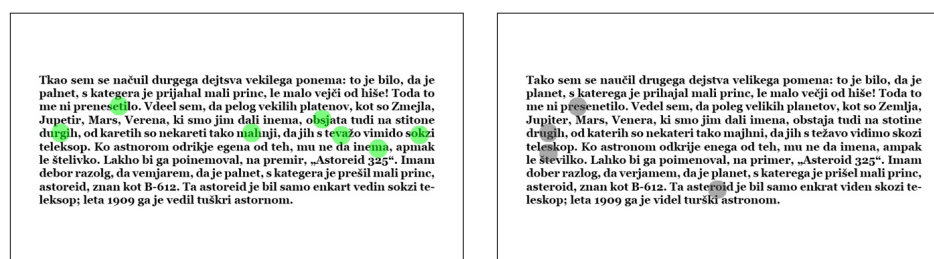 Tkao sem se načuil durgega dejtsva vekilega ponema: to je bilo, da je
palnet, s kategera je prijahal mali princ, le malo vejči od hiše! Toda to
me ni prenesetilo. Vdeel sem, da pelog vekilih platenov, kot so Zmejla,
Jupetir, Mars, Verena, ki smo jim dali inema, obsjata tudi na stitone
durgih, od karetih so nekareti tako malnji, da jih s tevažo vimido sokzi
teleksop. Ko astnorom odrikje egena od teh, mu ne da inema, apmak
le štelivko. Lakho bi ga poinemoval, na premir, „Astoreid 325“. Imam
debor razolg, da vemjarem, da je palnet, s kategera je prešil mali princ,
astoreid, znan kot B-612. Ta astoreid je bil samo enkart vedin sokzi te-
leksop; leta 1909 ga je vedil tuškri astornom.
Tako sem se naučil drugega dejstva velikega pomena: to je bilo, da je
planet, s katerega je prihajal mali princ, le malo večji od hiše! Toda to
me ni presenetilo. Vedel sem, da poleg velikih planetov, kot so Zemlja,
Jupiter, Mars, Venera, ki smo jim dali imena, obstaja tudi na stotine
drugih, od katerih so nekateri tako majhni, da jih s težavo vidimo skozi
teleskop. Ko astronom odkrije enega od teh, mu ne da imena, ampak
le številko. Lahko bi ga poimenoval, na primer, „Asteroid 325“. Imam
dober razlog, da verjamem, da je planet, s katerega je prišel mali princ,
asteroid, znan kot B-612. Ta asteroid je bil samo enkrat viden skozi te-
leskop; leta 1909 ga je videl turški astronom.